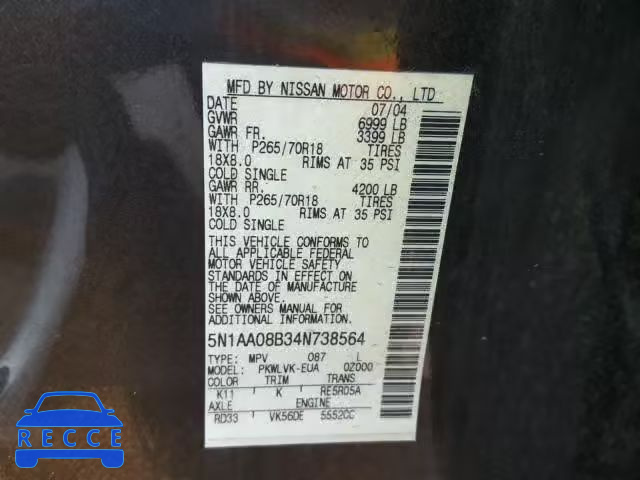 MFD BY NISSAN MOTOR CO., LTD
DATE 07/04
GVWR 6999 LB
GAWR FR. 3399 LB
WITH P265/70R18 TIRES
18X8.0 RIMS AT 35 PSI
COLD SINGLE
GAWR RR. 4200 LB
WITH P265/70R18 TIRES
18X8.0 RIMS AT 35 PSI
COLD SINGLE
THIS VEHICLE CONFORMS TO
ALL APPLICABLE FEDERAL
MOTOR VEHICLE SAFETY
STANDARDS IN EFFECT ON
THE DATE OF MANUFACTURE
SHOWN ABOVE.
SEE OWNERS MANUAL FOR
ADDITIONAL INFORMATION
5N1AA08B34N738564
TYPE: MPV 087 L
MODEL: PKWLVK-EUA 0Z000
COLOR TRIM TRANS
K11 K RE5R05A
AXLE ENGINE
RD33 VK56DE 5552CC
RECCE